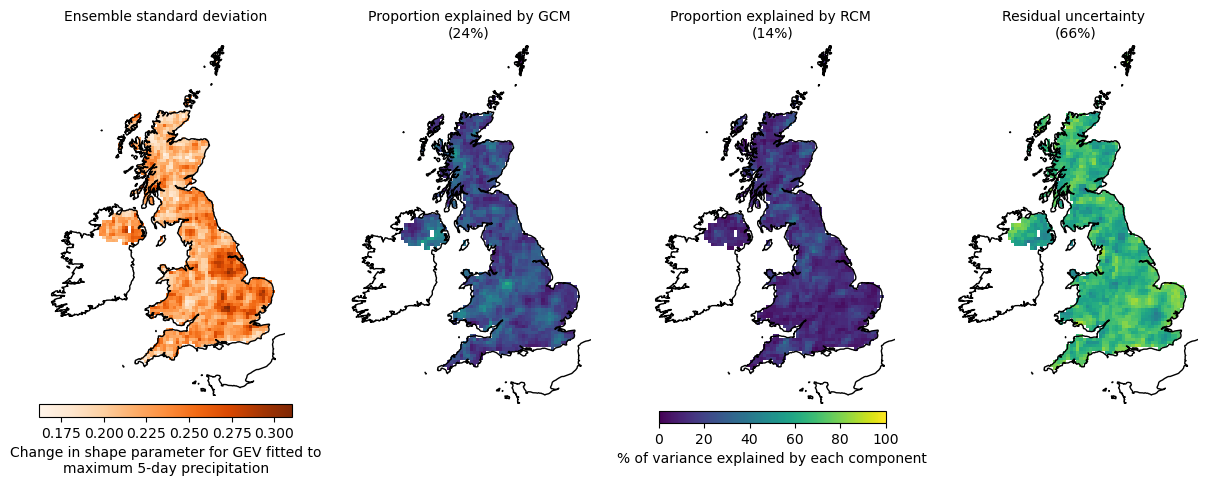 Ensemble standard deviation
Proportion explained by GCM
(24%)
Proportion explained by RCM
(14%)
Residual uncertainty
(66%)
0.175 0.200 0.225 0.250 0.275 0.300
Change in shape parameter for GEV fitted to
maximum 5-day precipitation
0 20 40 60 80 100
% of variance explained by each component